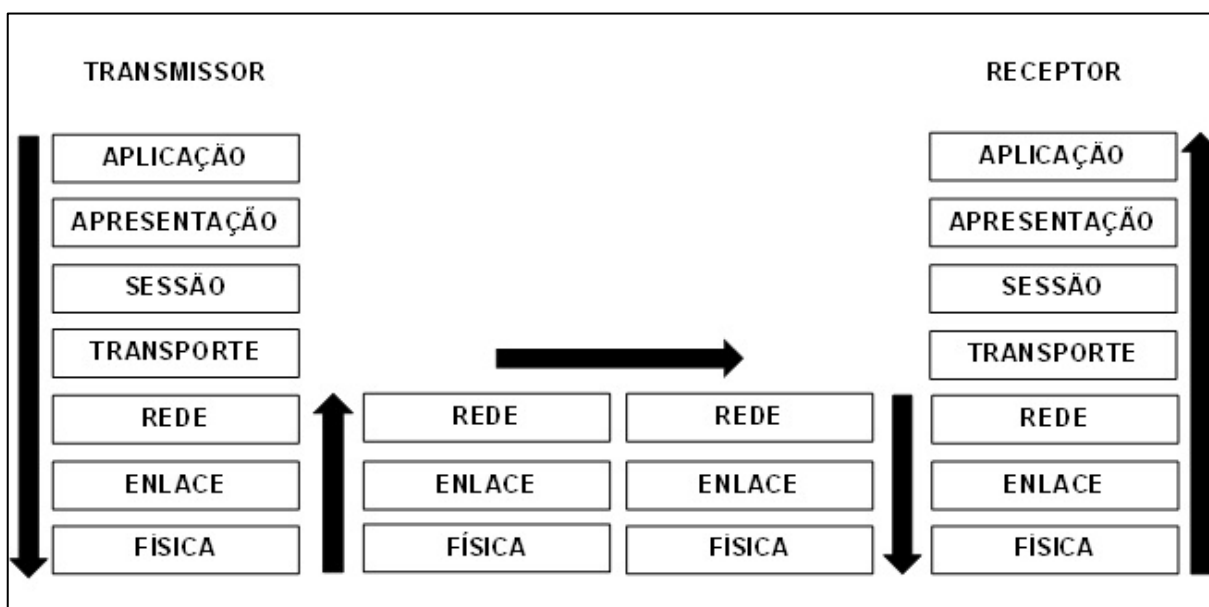 TRANSMISSOR
RECEPTOR
APLICAÇÃO
APRESENTAÇÃO
SESSÃO
TRANSPORTE
REDE
ENLACE
FÍSICA
REDE
ENLACE
FÍSICA
REDE
ENLACE
FÍSICA
APLICAÇÃO
APRESENTAÇÃO
SESSÃO
TRANSPORTE
REDE
ENLACE
FÍSICA